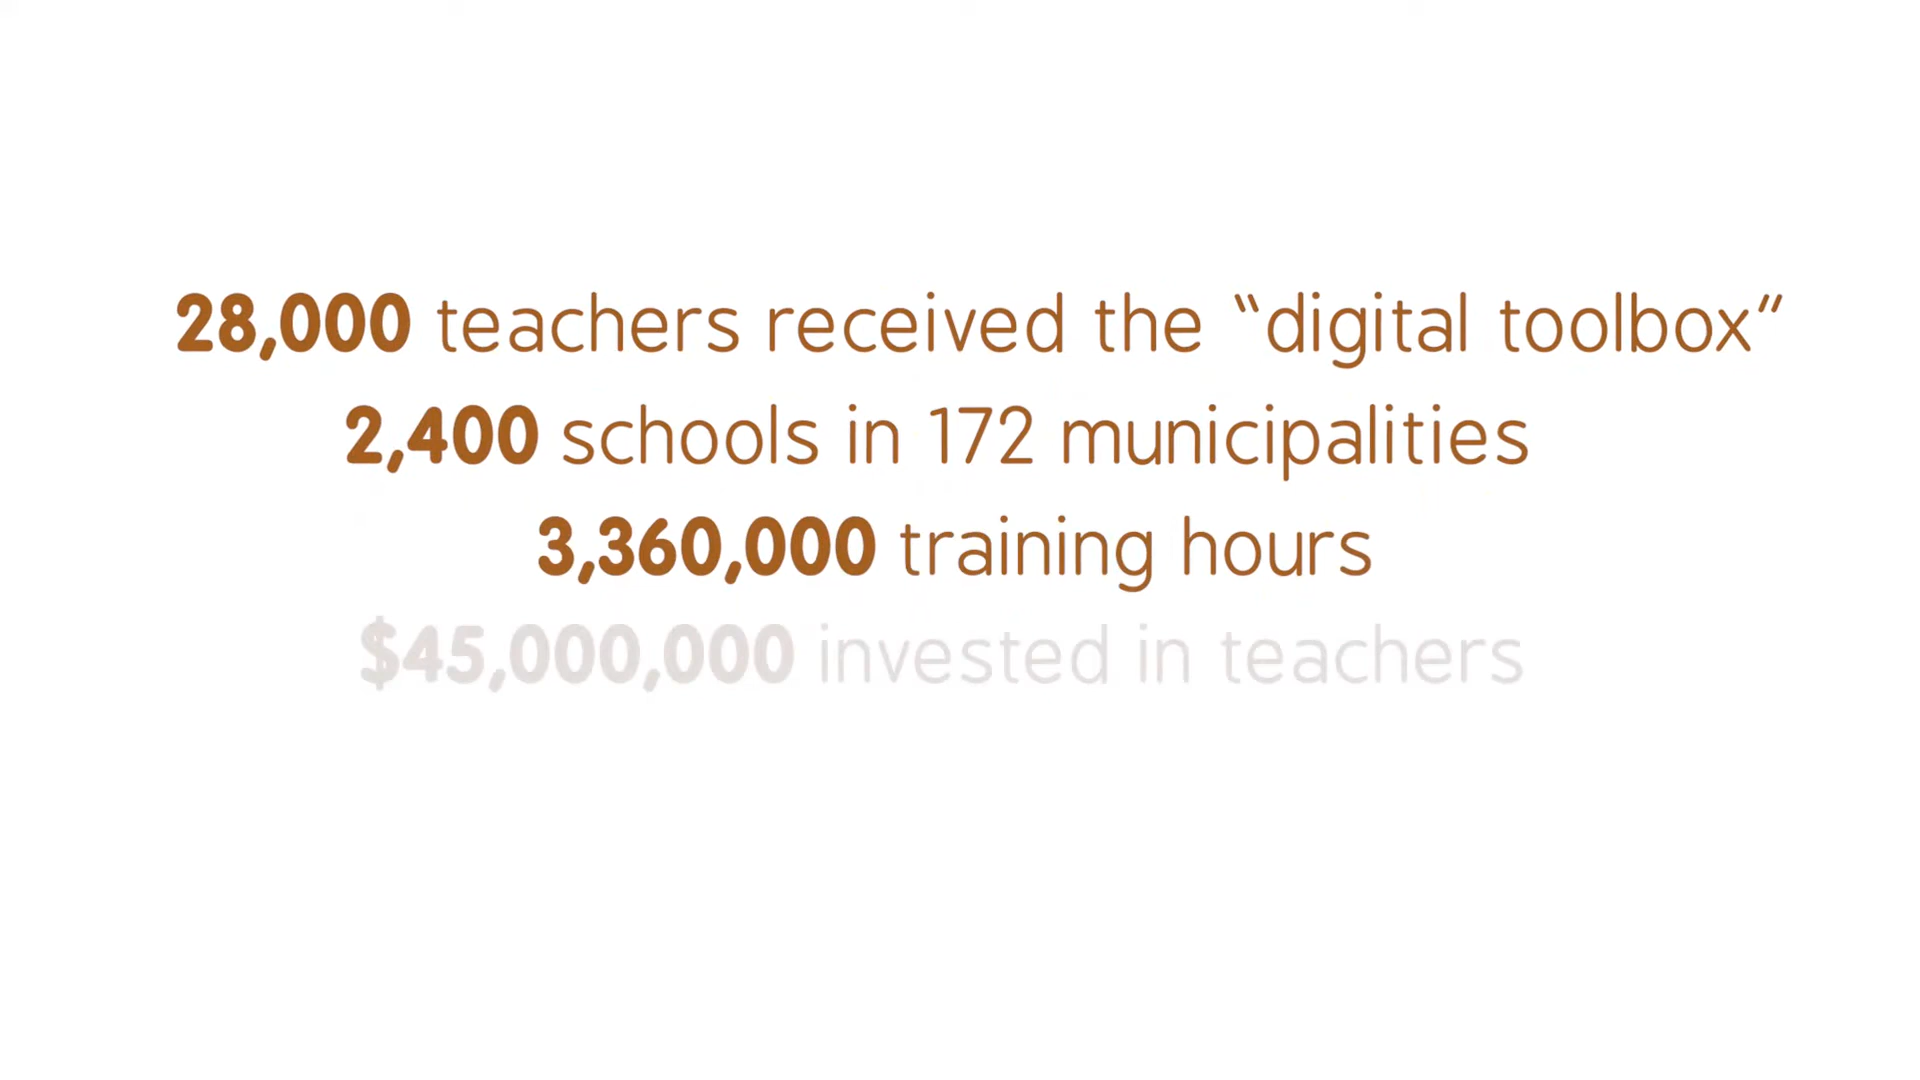 28,000 teachers received the “digital toolbox”
2,400 schools in 172 municipalities
3,360,000 training hours
$45,000,000 invested in teachers